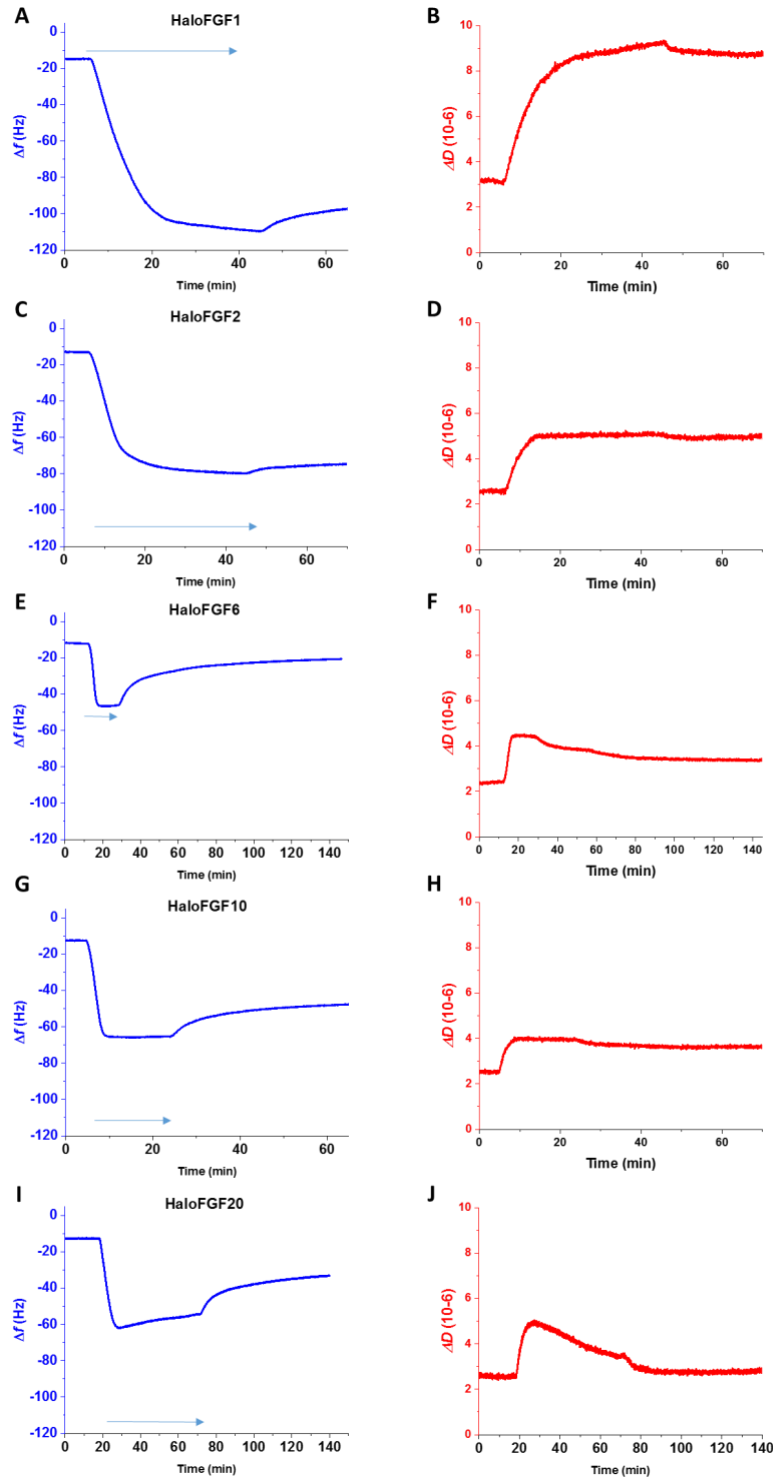 A
HaloFGF1
0
-20
-40
-60
-80
-100
-120
Δf (Hz)
0 20 40 60
Time (min)
B
10
8
6
4
2
0
ΔD (10-6)
0 20 40 60
Time (min)
C
HaloFGF2
0
-20
-40
-60
-80
-100
-120
Δf (Hz)
0 20 40 60
Time (min)
D
10
8
6
4
2
0
ΔD (10-6)
0 20 40 60
Time (min)
E
HaloFGF6
0
-20
-40
-60
-80
-100
-120
Δf (Hz)
0 20 40 60 80 100 120 140
Time (min)
F
10
8
6
4
2
0
ΔD (10-6)
0 20 40 60 80 100 120 140
Time (min)
G
HaloFGF10
0
-20
-40
-60
-80
-100
-120
Δf (Hz)
0 20 40 60
Time (min)
H
10
8
6
4
2
0
ΔD (10-6)
0 20 40 60
Time (min)
I
HaloFGF20
0
-20
-40
-60
-80
-100
-120
Δf (Hz)
0 20 40 60 80 100 120 140
Time (min)
J
10
8
6
4
2
0
ΔD (10-6)
0 20 40 60 80 100 120 140
Time (min)